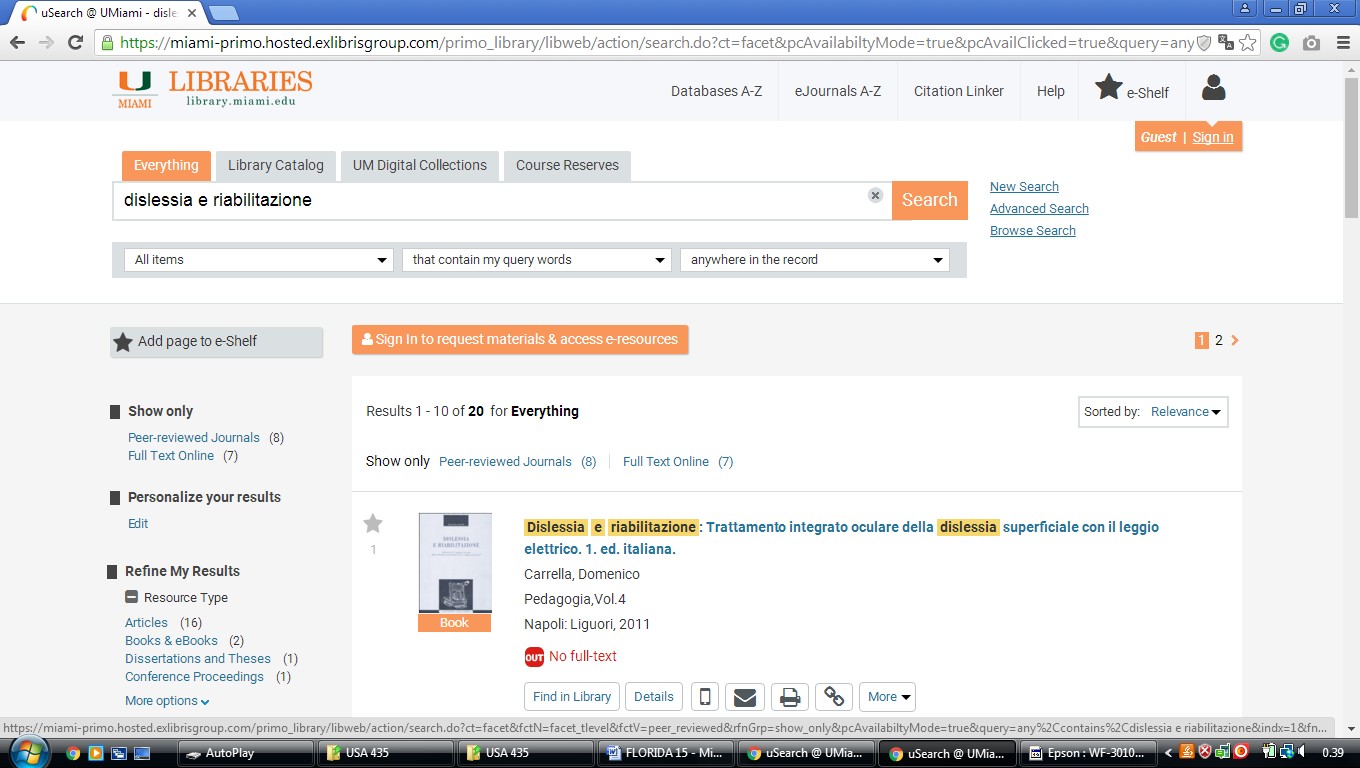 uSearch @ UMiami - disle
https://miami-primo.hosted.exlibrisgroup.com/primo_library/libweb/action/search.do?ct=facet&pcAvailabiltyMode=true&pcAvailClicked=true&query=any
U
MIAMI
LIBRARIES
library.miami.edu
Databases A-Z
eJournals A-Z
Citation Linker
Help
e-Shelf
Guest | Sign in
Everything
Library Catalog
UM Digital Collections
Course Reserves
dislessia e riabilitazione
Search
New Search
Advanced Search
Browse Search
All items
that contain my query words
anywhere in the record
Add page to e-Shelf
Sign In to request materials & access e-resources
1 2
Show only
Peer-reviewed Journals (8)
Full Text Online (7)
Personalize your results
Edit
Refine My Results
Resource Type
Articles (16)
Books & eBooks (2)
Dissertations and Theses (1)
Conference Proceedings (1)
More options
Results 1 - 10 of 20 for Everything
Sorted by: Relevance
Show only Peer-reviewed Journals (8) Full Text Online (7)
1
DISLESSIA
E RIABILITAZIONE
Book
Dislessia e riabilitazione: Trattamento integrato oculare della dislessia superficiale con il leggio
elettrico. 1. ed. italiana.
Carrella, Domenico
Pedagogia,Vol.4
Napoli: Liguori, 2011
OUT No full-text
Find in Library
Details
More
https://miami-primo.hosted.exlibrisgroup.com/primo_library/libweb/action/search.do?ct=facet&fctN=facet_tlevel&fctV=peer_reviewed&rfnGrp=show_only&pcAvailabiltyMode=true&query=any%2Ccontains%2Cdislessia e riabilitazione&indx=1&fn...
AutoPlay
USA 435
USA 435
FLORIDA 15 - Mi...
uSearch @ UMia...
uSearch @ UMia...
Epson : WF-3010...
0.39